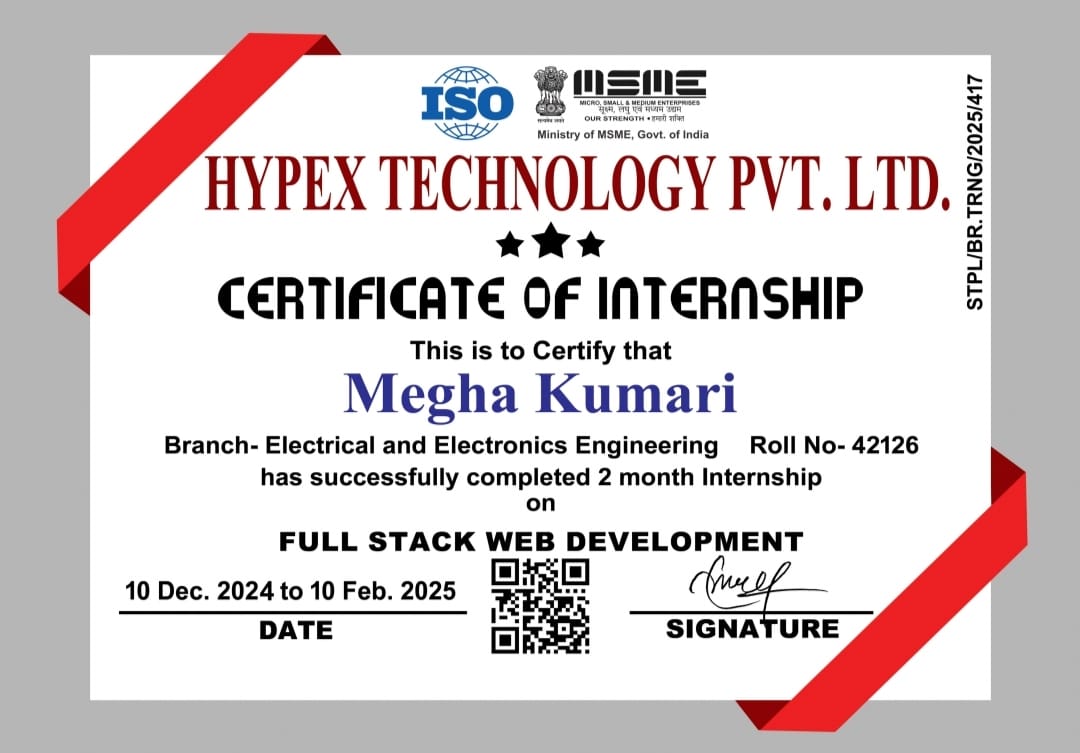 ISO
MSME
MICRO, SMALL & MEDIUM ENTERPRISES
सूक्ष्म, लघु एवं मध्यम उद्यम
OUR STRENGTH • हमारी शक्ति
सत्यमेव जयते
Ministry of MSME, Govt. of India
STPL/BR.TRNG/2025/417
HYPEX TECHNOLOGY PVT. LTD.
CERTIFICATE OF INTERNSHIP
This is to Certify that
Megha Kumari
Branch- Electrical and Electronics Engineering Roll No- 42126
has successfully completed 2 month Internship
on
FULL STACK WEB DEVELOPMENT
10 Dec. 2024 to 10 Feb. 2025
DATE
SIGNATURE